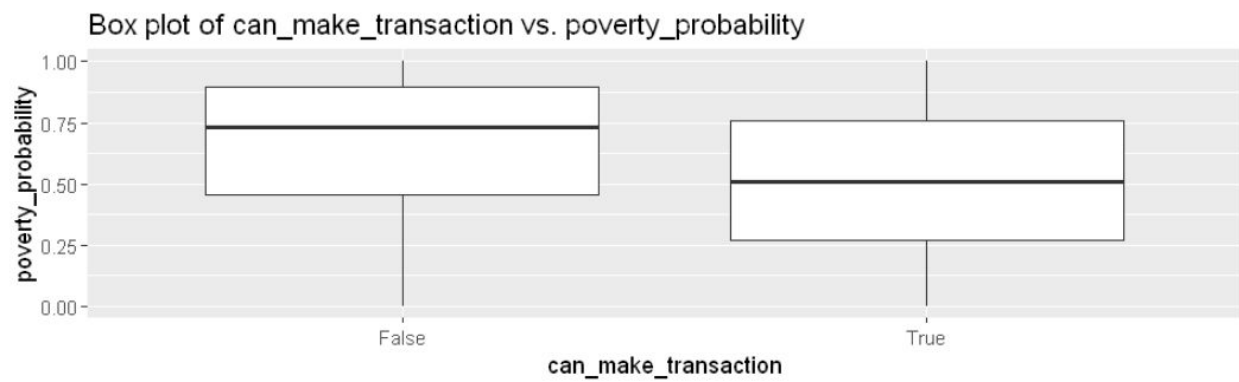 Box plot of can_make_transaction vs. poverty_probability
poverty_probability
1.00
0.75
0.50
0.25
0.00
False
True
can_make_transaction